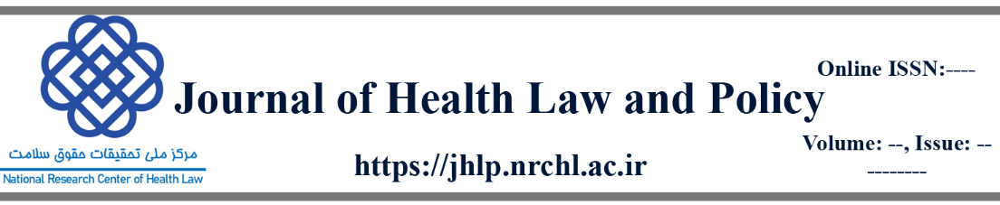 Online ISSN:----
Journal of Health Law and Policy
مرکز ملی تحقیقات حقوق سلامت
National Research Center of Health Law
https://jhlp.nrchl.ac.ir
Volume: --, Issue: --
--------